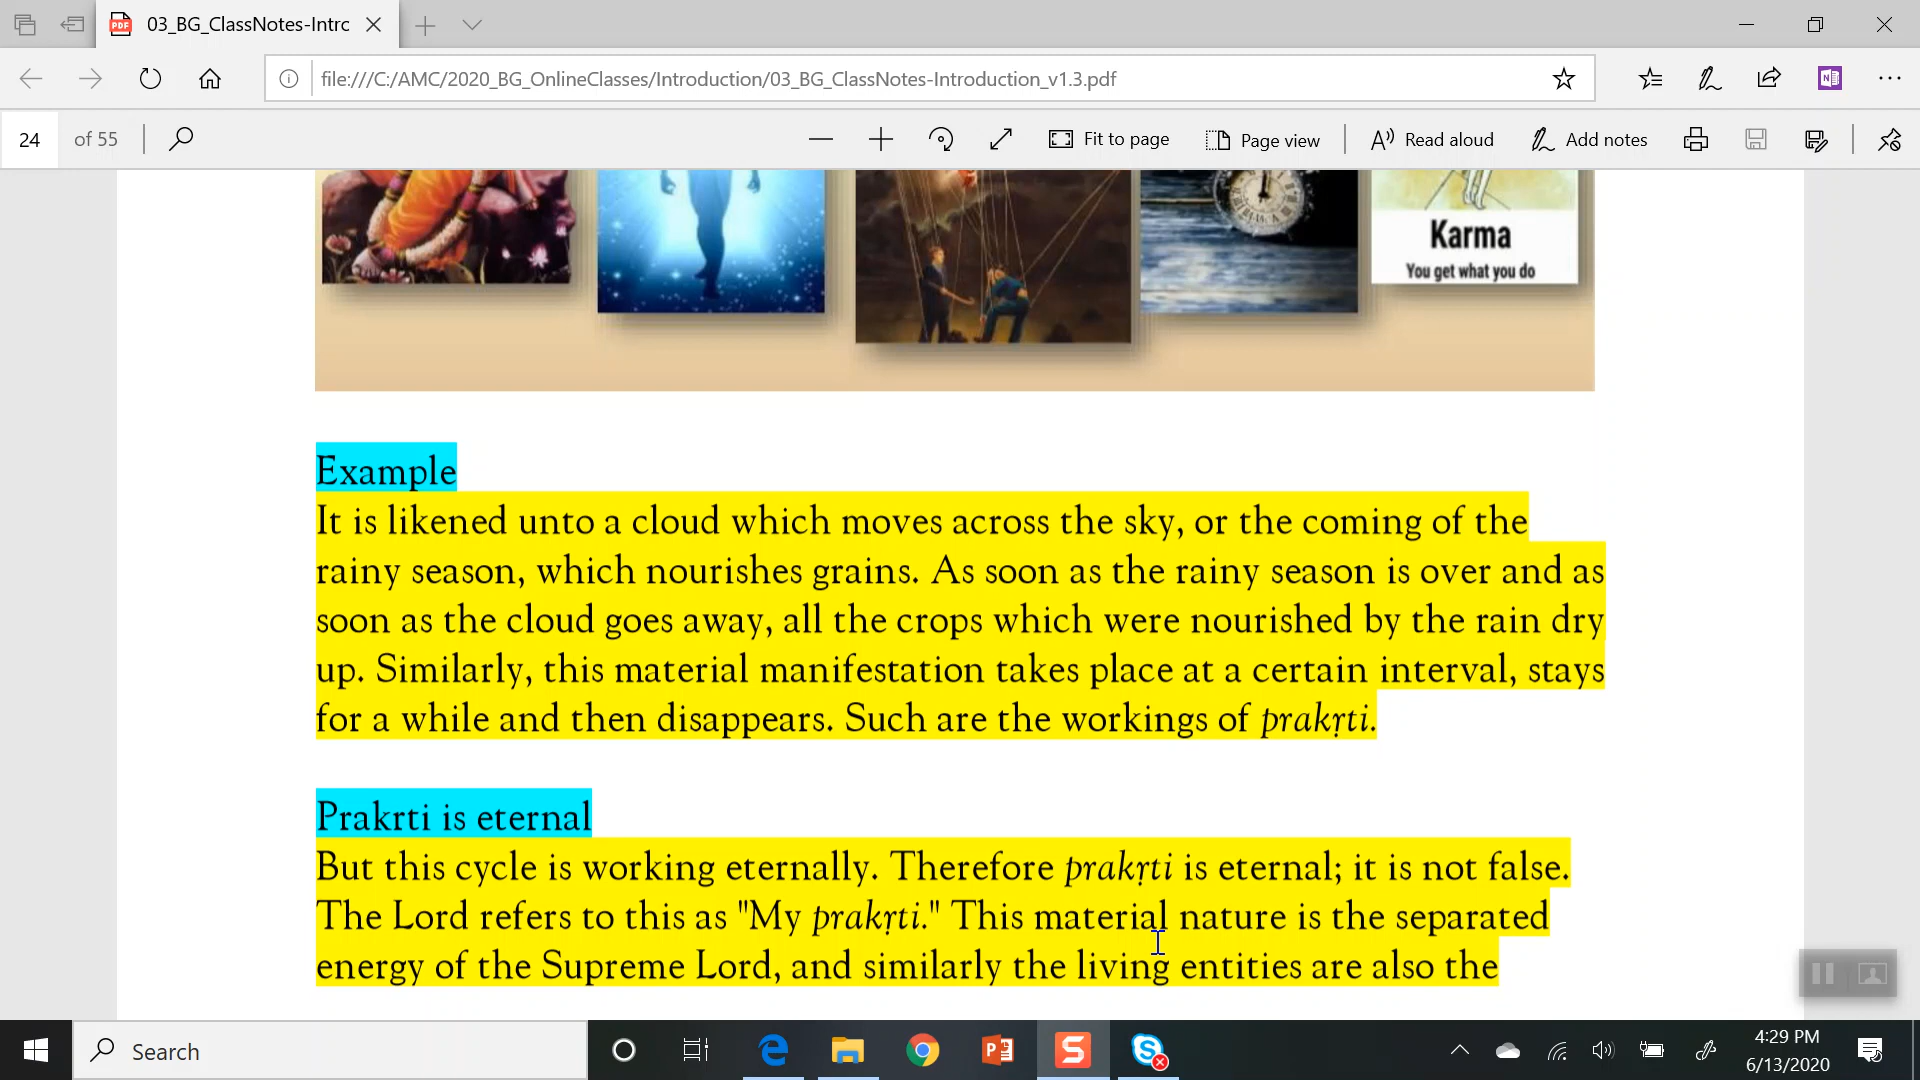 03_BG_ClassNotes-Intrc
file:///C:/AMC/2020_BG_OnlineClasses/Introduction/03_BG_ClassNotes-Introduction_v1.3.pdf
24 of 55
Fit to page
Page view
Read aloud
Add notes
Karma
You get what you do
Example
It is likened unto a cloud which moves across the sky, or the coming of the
rainy season, which nourishes grains. As soon as the rainy season is over and as
soon as the cloud goes away, all the crops which were nourished by the rain dry
up. Similarly, this material manifestation takes place at a certain interval, stays
for a while and then disappears. Such are the workings of prakṛti.
Prakrti is eternal
But this cycle is working eternally. Therefore prakṛti is eternal; it is not false.
The Lord refers to this as "My prakṛti." This material nature is the separated
energy of the Supreme Lord, and similarly the living entities are also the
Search
4:29 PM
6/13/2020